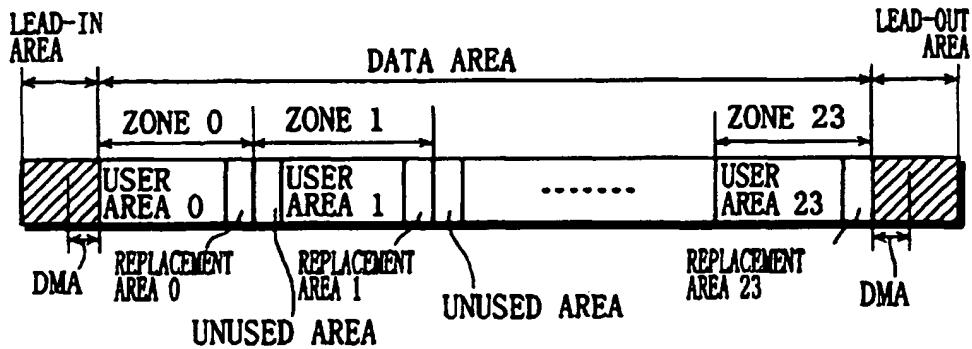 LEAD-IN
AREA
LEAD-OUT
AREA
DATA AREA
ZONE 0
ZONE 1
ZONE 23
USER
AREA 0
USER
AREA 1
-------
USER
AREA 23
DMA
REPLACEMENT
AREA 0
REPLACEMENT
AREA 1
REPLACEMENT
AREA 23
DMA
UNUSED AREA
UNUSED AREA